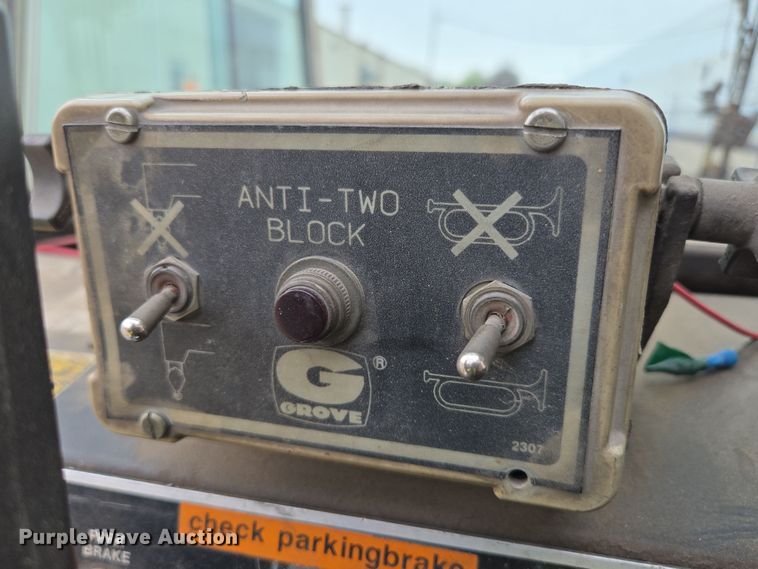 ANTI-TWO
BLOCK
G ®
GROVE
2307
BRAKE
check parkingbrake
Purple Wave Auction